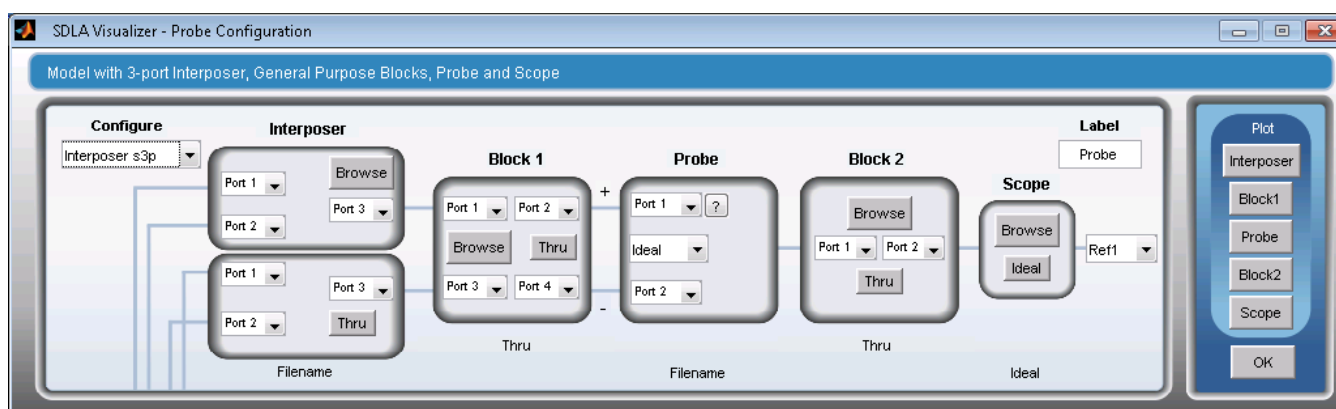 SDLA Visualizer - Probe Configuration
Model with 3-port Interposer, General Purpose Blocks, Probe and Scope
Configure
Interposer s3p
Interposer
Port 1
Browse
Port 3
Port 2
Port 1
Port 3
Port 2
Thru
Filename
Block 1
Port 1 Port 2
Browse Thru
Port 3 Port 4
Thru
+
-
Probe
Port 1 ?
Ideal
Port 2
Filename
Block 2
Browse
Port 1 Port 2
Thru
Thru
Label
Probe
Scope
Browse
Ideal
Ideal
Ref1
Plot
Interposer
Block1
Probe
Block2
Scope
OK